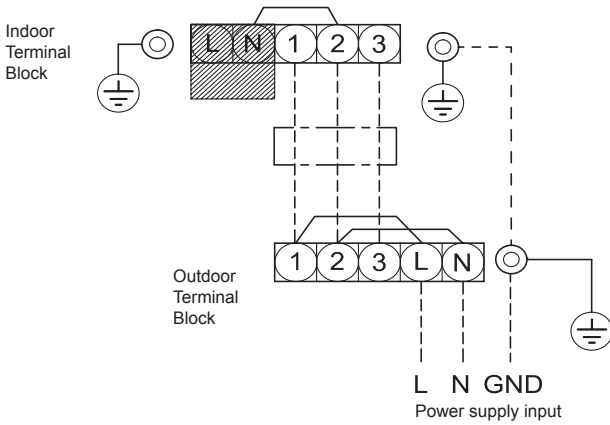 Indoor
Terminal
Block
L N 1 2 3
1 2 3 L N
Outdoor
Terminal
Block
L N GND
Power supply input